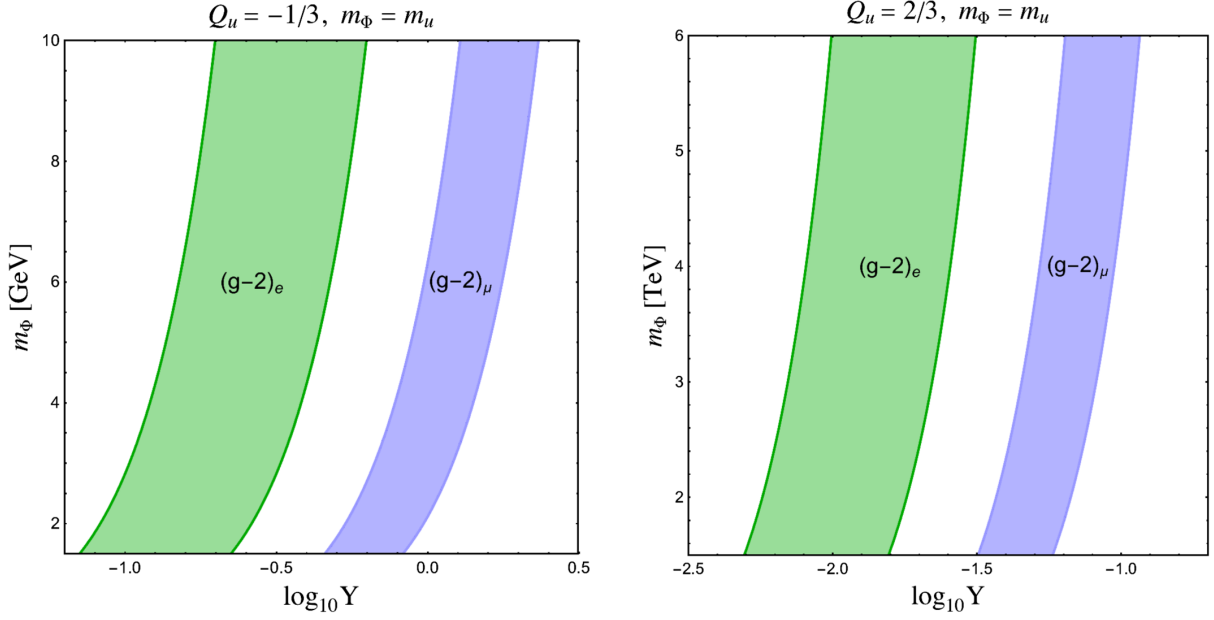 Q_u = −1/3, m_Φ = m_u
10
8
6
4
2
m_Φ [GeV]
(g−2)_e
(g−2)_μ
−1.0
−0.5
0.0
0.5
log₁₀Y
Q_u = 2/3, m_Φ = m_u
6
5
4
3
2
m_Φ [TeV]
(g−2)_e
(g−2)_μ
−2.5
−2.0
−1.5
−1.0
log₁₀Y